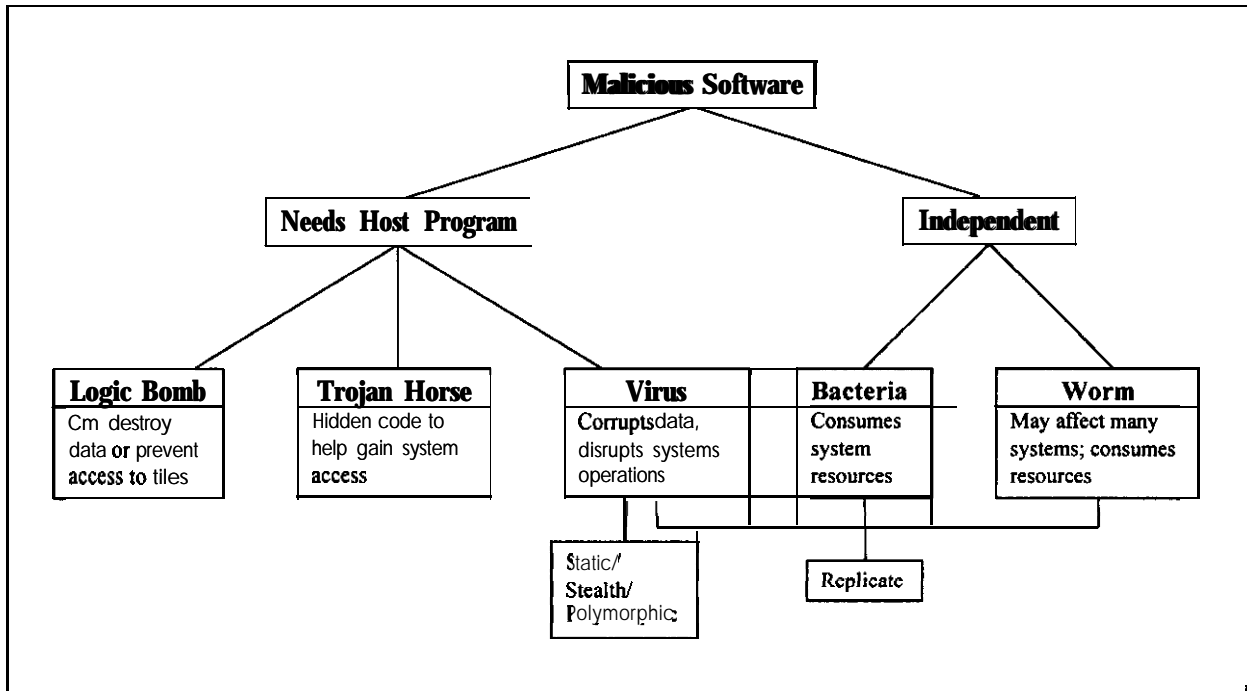 Malicious Software
Needs Host Program
Independent
Logic Bomb
Cm destroy
data or prevent
access to tiles
Trojan Horse
Hidden code to
help gain system
access
Virus
Corruptsdata,
disrupts systems
operations
Bacteria
Consumes
system
resources
Worm
May affect many
systems; consumes
resources
Static/
Stealth/
Polymorphic
Replicate